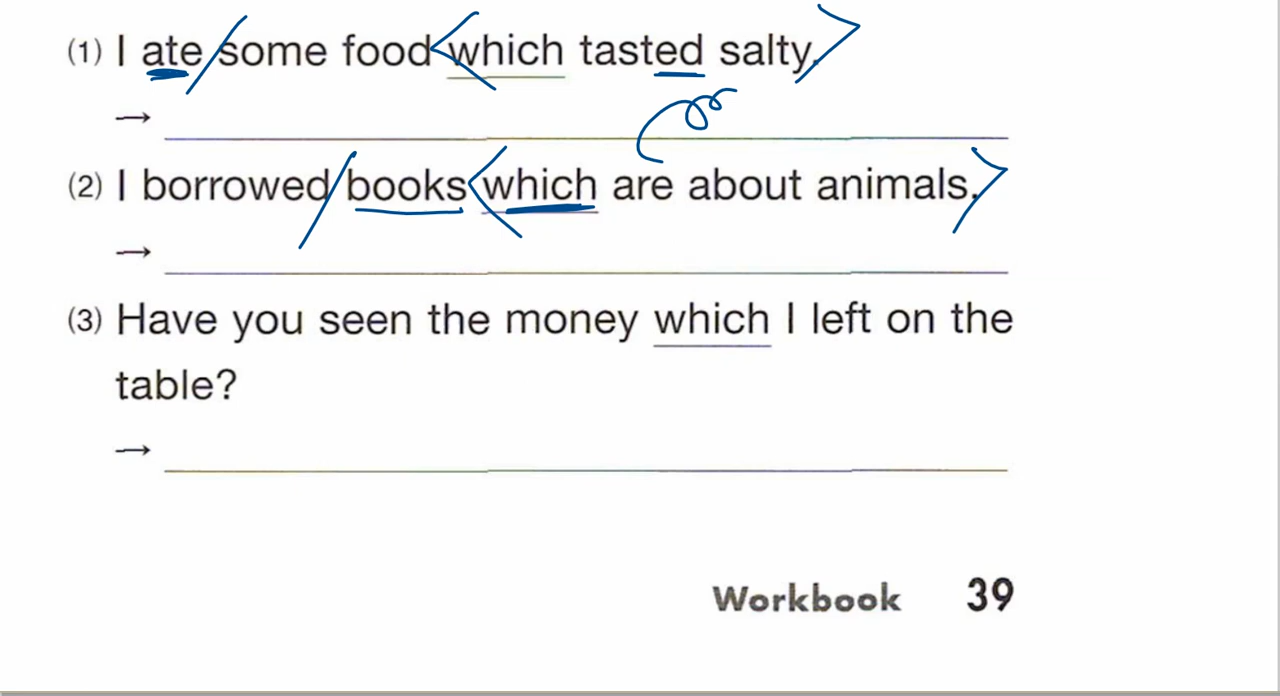 (1) I ate some food which tasted salty.
→
(2) I borrowed books which are about animals.
→
(3) Have you seen the money which I left on the
table?
→
Workbook 39